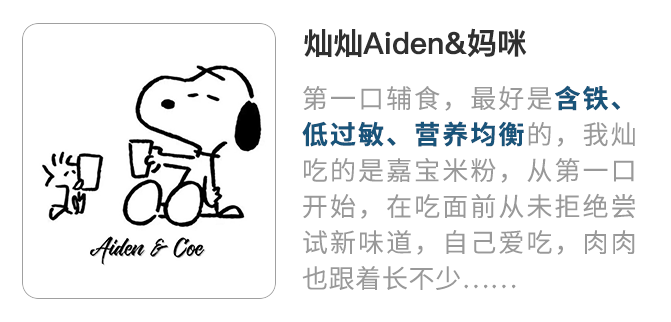 灿灿Aiden&妈咪
第一口辅食，最好是含铁、
低过敏、营养均衡的，我灿
吃的是嘉宝米粉，从第一口
开始，在吃面前从未拒绝尝
试新味道，自己爱吃，肉肉
也跟着长不少……
Aiden & Coe